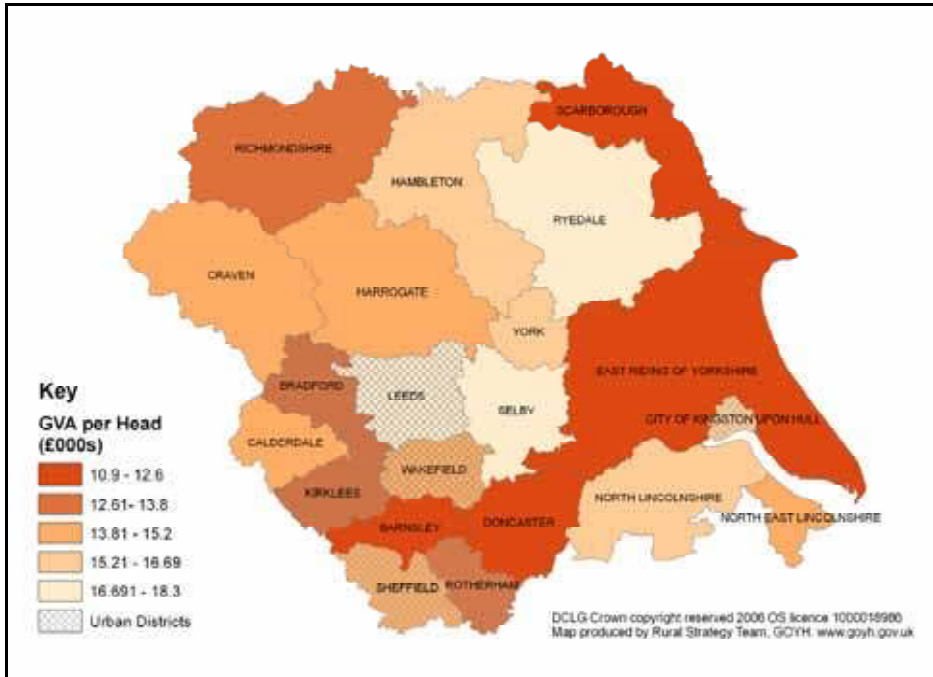 SCARBOROUGH
RICHMONDSHIRE
HAMBLETON
RYEDALE
CRAVEN
HARROGATE
YORK
EAST RIDING OF YORKSHIRE
BRADFORD
LEEDS
SELBY
CITY OF KINGSTON UPON HULL
CALDERDALE
WAKEFIELD
KIRKLEES
NORTH LINCOLNSHIRE
BARNSLEY
DONCASTER
NORTH EAST LINCOLNSHIRE
SHEFFIELD
ROTHERHAM
Key
GVA per Head
(£000s)
10.9 - 12.6
12.61- 13.8
13.81 - 15.2
15.21 - 16.69
16.691 - 18.3
Urban Districts
DCLG Crown copyright reserved 2006 OS licence 1000018986
Map produced by Rural Strategy Team, GOYH. www.goyh.gov.uk